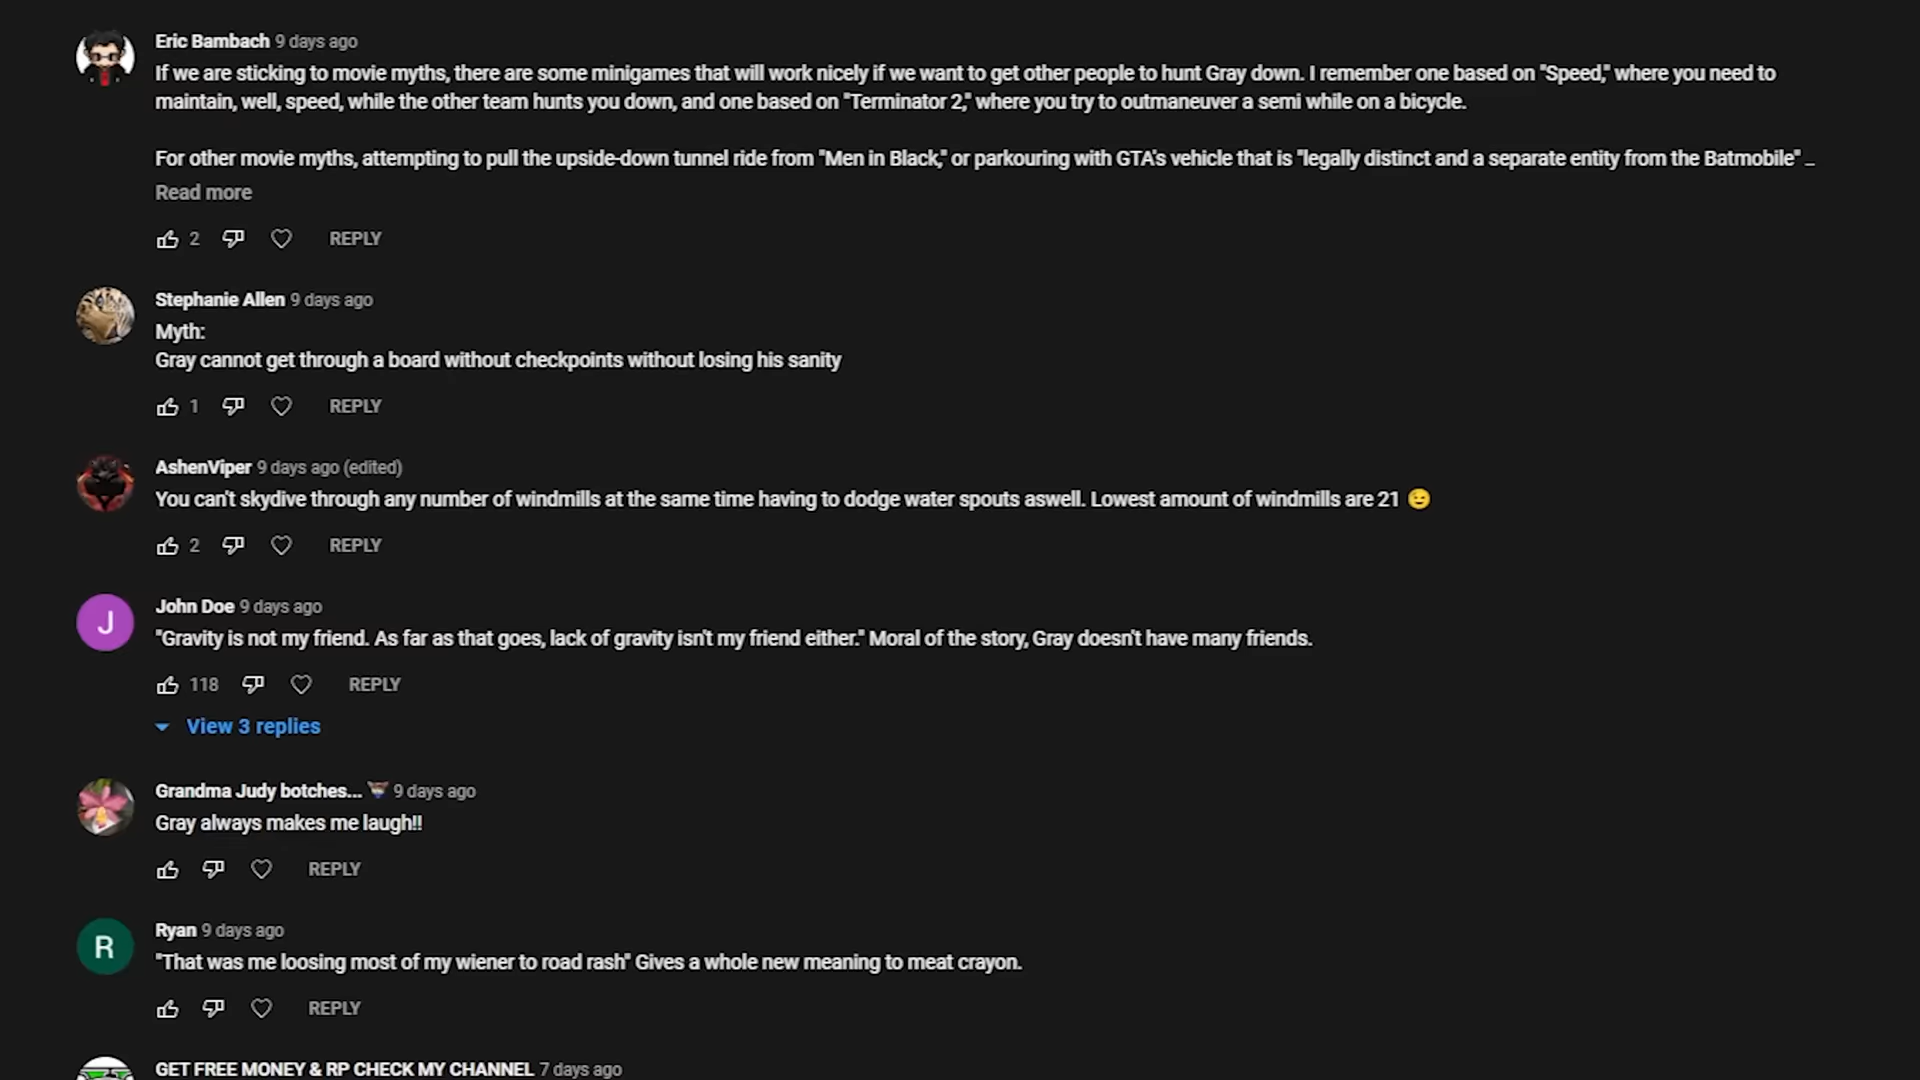 Eric Bambach 9 days ago
If we are sticking to movie myths, there are some minigames that will work nicely if we want to get other people to hunt Gray down. I remember one based on "Speed," where you need to
maintain, well, speed, while the other team hunts you down, and one based on "Terminator 2," where you try to outmaneuver a semi while on a bicycle.
For other movie myths, attempting to pull the upside-down tunnel ride from "Men in Black," or parkouring with GTA's vehicle that is "legally distinct and a separate entity from the Batmobile" ...
Read more
2 REPLY
Stephanie Allen 9 days ago
Myth:
Gray cannot get through a board without checkpoints without losing his sanity
1 REPLY
AshenViper 9 days ago (edited)
You can't skydive through any number of windmills at the same time having to dodge water spouts aswell. Lowest amount of windmills are 21 😉
2 REPLY
J
John Doe 9 days ago
"Gravity is not my friend. As far as that goes, lack of gravity isn't my friend either." Moral of the story, Gray doesn't have many friends.
118 REPLY
View 3 replies
Grandma Judy botches... 9 days ago
Gray always makes me laugh!!
REPLY
R
Ryan 9 days ago
"That was me loosing most of my wiener to road rash" Gives a whole new meaning to meat crayon.
REPLY
GET FREE MONEY & RP CHECK MY CHANNEL 7 days ago